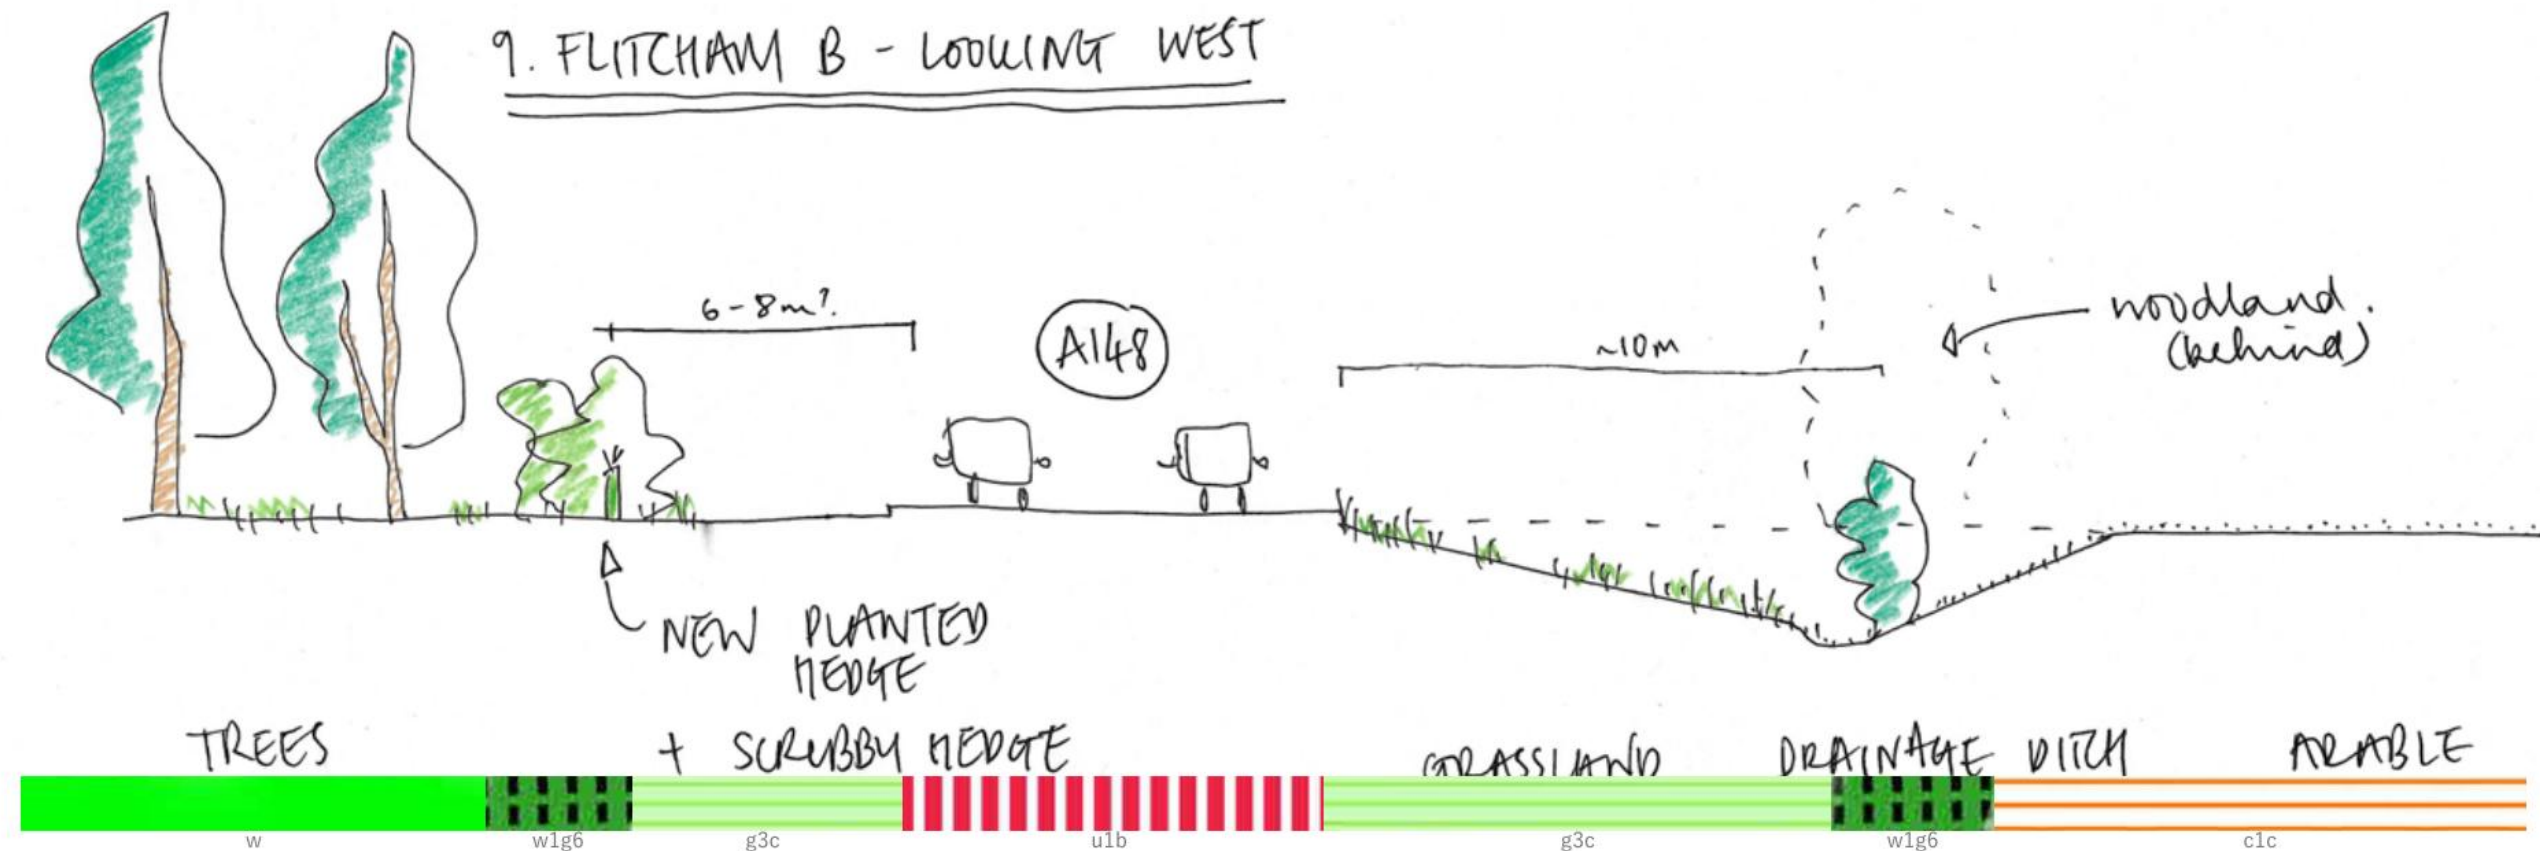 9. FLITCHAM B - LOOKING WEST
6-8m?
A148
~10m
woodland.
(behind)
NEW PLANTED
HEDGE
TREES
+ SCRUBBY HEDGE
GRASSLAND
DRAINAGE DITCH
ARABLE
w
w1g6
g3c
u1b
g3c
w1g6
c1c